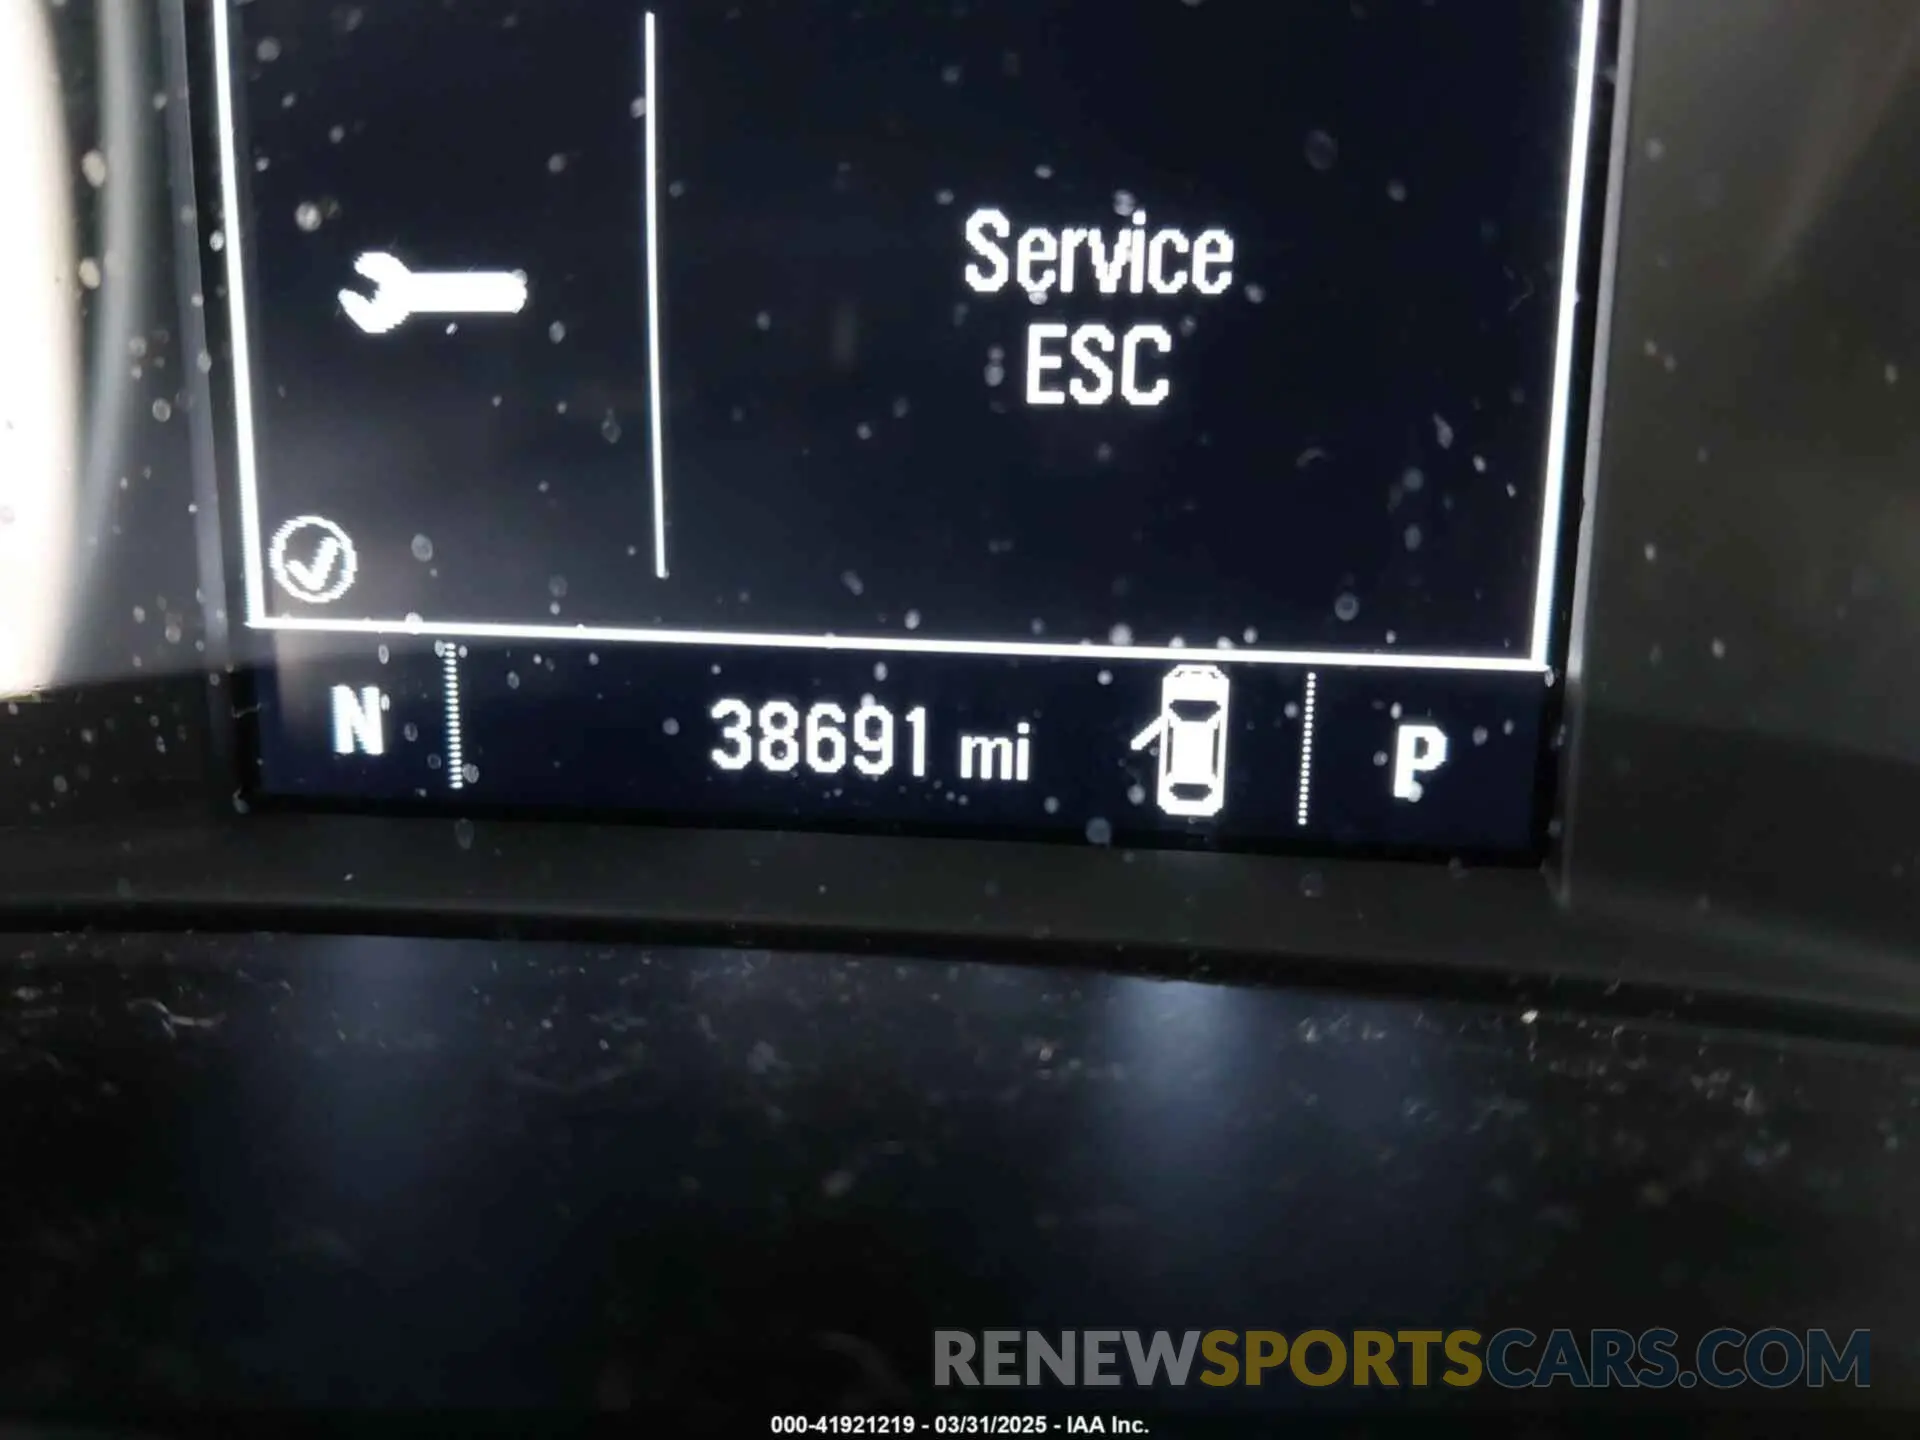 Service
ESC
N 38691 mi P
RENEWSPORTSCARS.COM
000-41921219 - 03/31/2025 - IAA Inc.